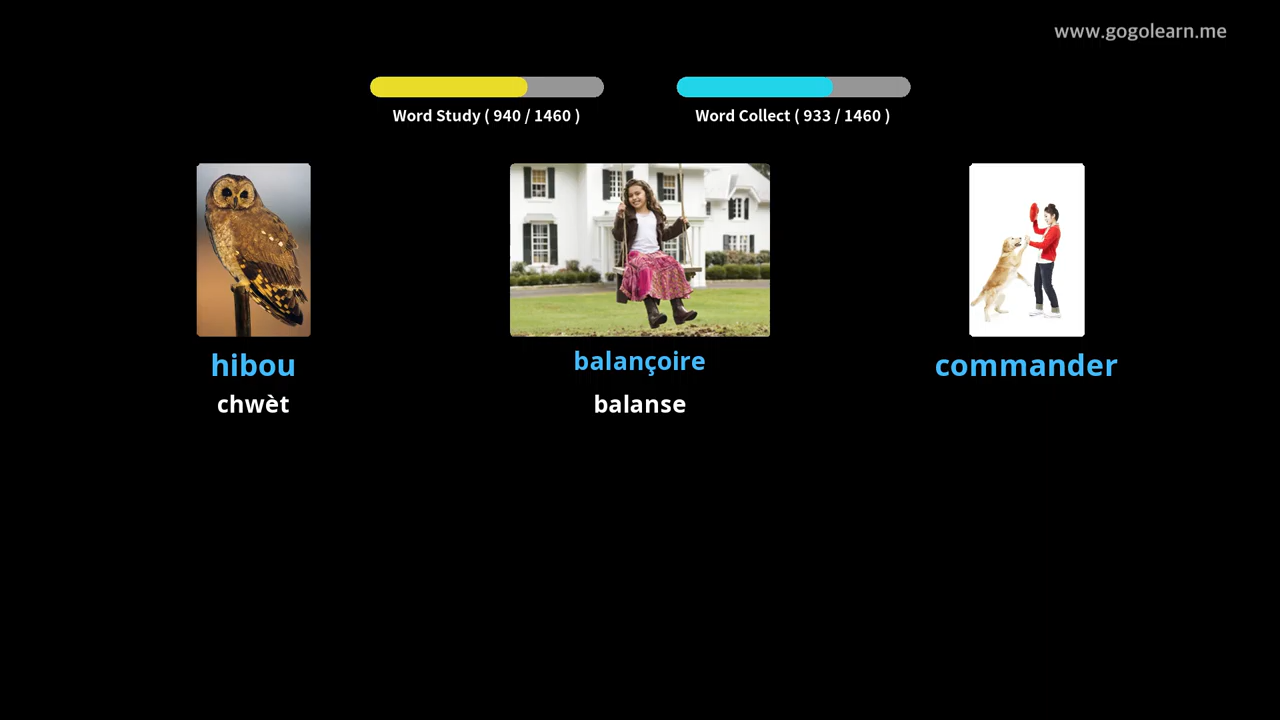 www.gogolearn.me
Word Study ( 940 / 1460 )
Word Collect ( 933 / 1460 )
hibou
balançoire
commander
chwèt
balanse